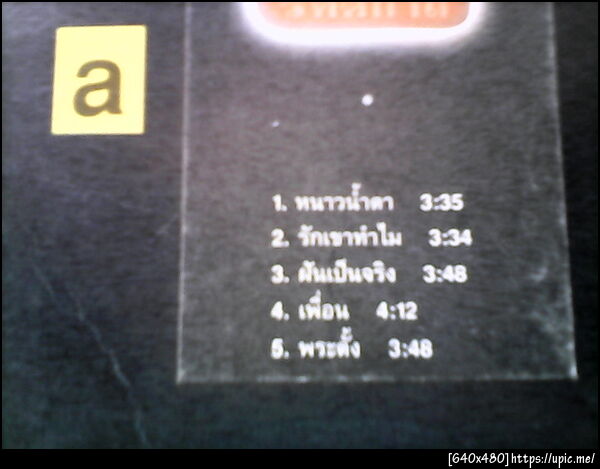 a
1. หนาวน้ำตา 3:35
2. รักเขาทำไม 3:34
3. ฝันเป็นจริง 3:48
4. เพื่อน 4:12
5. พระตั้ง 3:48
[640x480]https://upic.me/